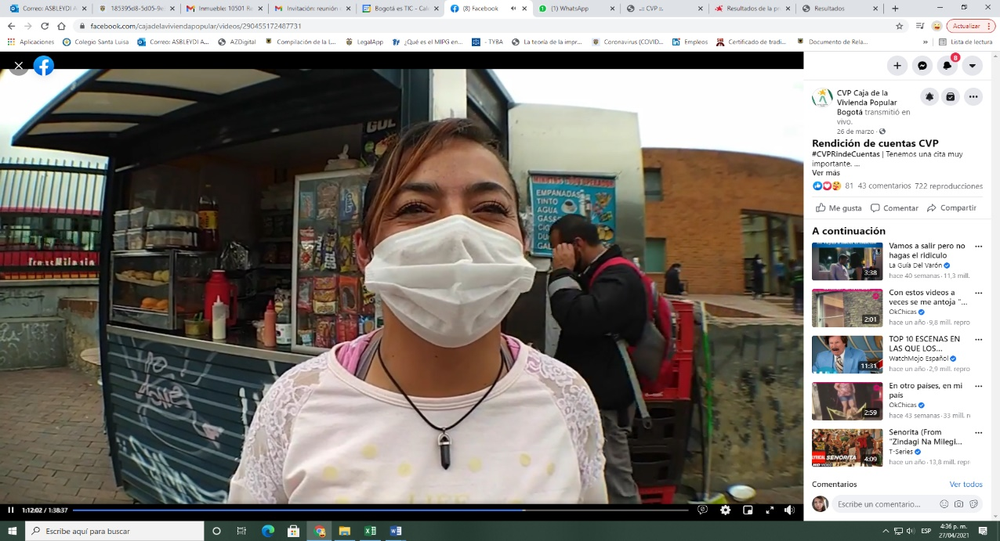 Correo: ASBLEYDI A
185395d8-5d05-9e
Inmueble: 10501 R
Invitación: reunión
Bogotá es TIC - Cal
(8) Facebook
(1) WhatsApp
..:: CVP ::.
Resultados de la p
Resultados
facebook.com/cajadelaviviendapopular/videos/290455172487731
Actualizar
Aplicaciones
Colegio Santa Luisa
Correo: ASBLEYDI A...
AZDigital
Compilación de la L...
LegalApp
¿Qué es el MIPG en...
- TYBA
La teoría de la impr...
Coronavirus (COVID...
Empleos
Certificado de tradi...
Documento de Rela...
»
Lista de lectura
8
CVP Caja de la
Vivienda Popular
Bogotá transmitió en
vivo.
26 de marzo ·
Rendición de cuentas CVP
#CVPRindeCuentas | Tenemos una cita muy
importante. ...
Ver más
81 43 comentarios 722 reproducciones
Me gusta
Comentar
Compartir
A continuación
Vamos a salir pero no
hagas el ridiculo
La Guía Del Varón
hace 40 semanas · 11,3 mill.
3:38
Con estos videos a
veces se me antoja "...
OkChicas
hace un año · 9,8 mill. repro
2:01
TOP 10 ESCENAS EN
LAS QUE LOS...
WatchMojo Español
hace un año · 2,9 mill. repro
11:31
En otro países, en mi
país
OkChicas
hace 43 semanas · 33 mill. r
2:59
Senorita (From
"Zindagi Na Milegi...
T-Series
hace un año · 13,8 mill. repr
SENORITA
4:09
Comentarios
Ver todos
Escribe un comentario...
GOL
EMPANADAS
TINTO
AGUA
TransMilenio
1:12:02 / 1:38:37
Escribe aquí para buscar
ESP
4:36 p. m.
27/04/2021